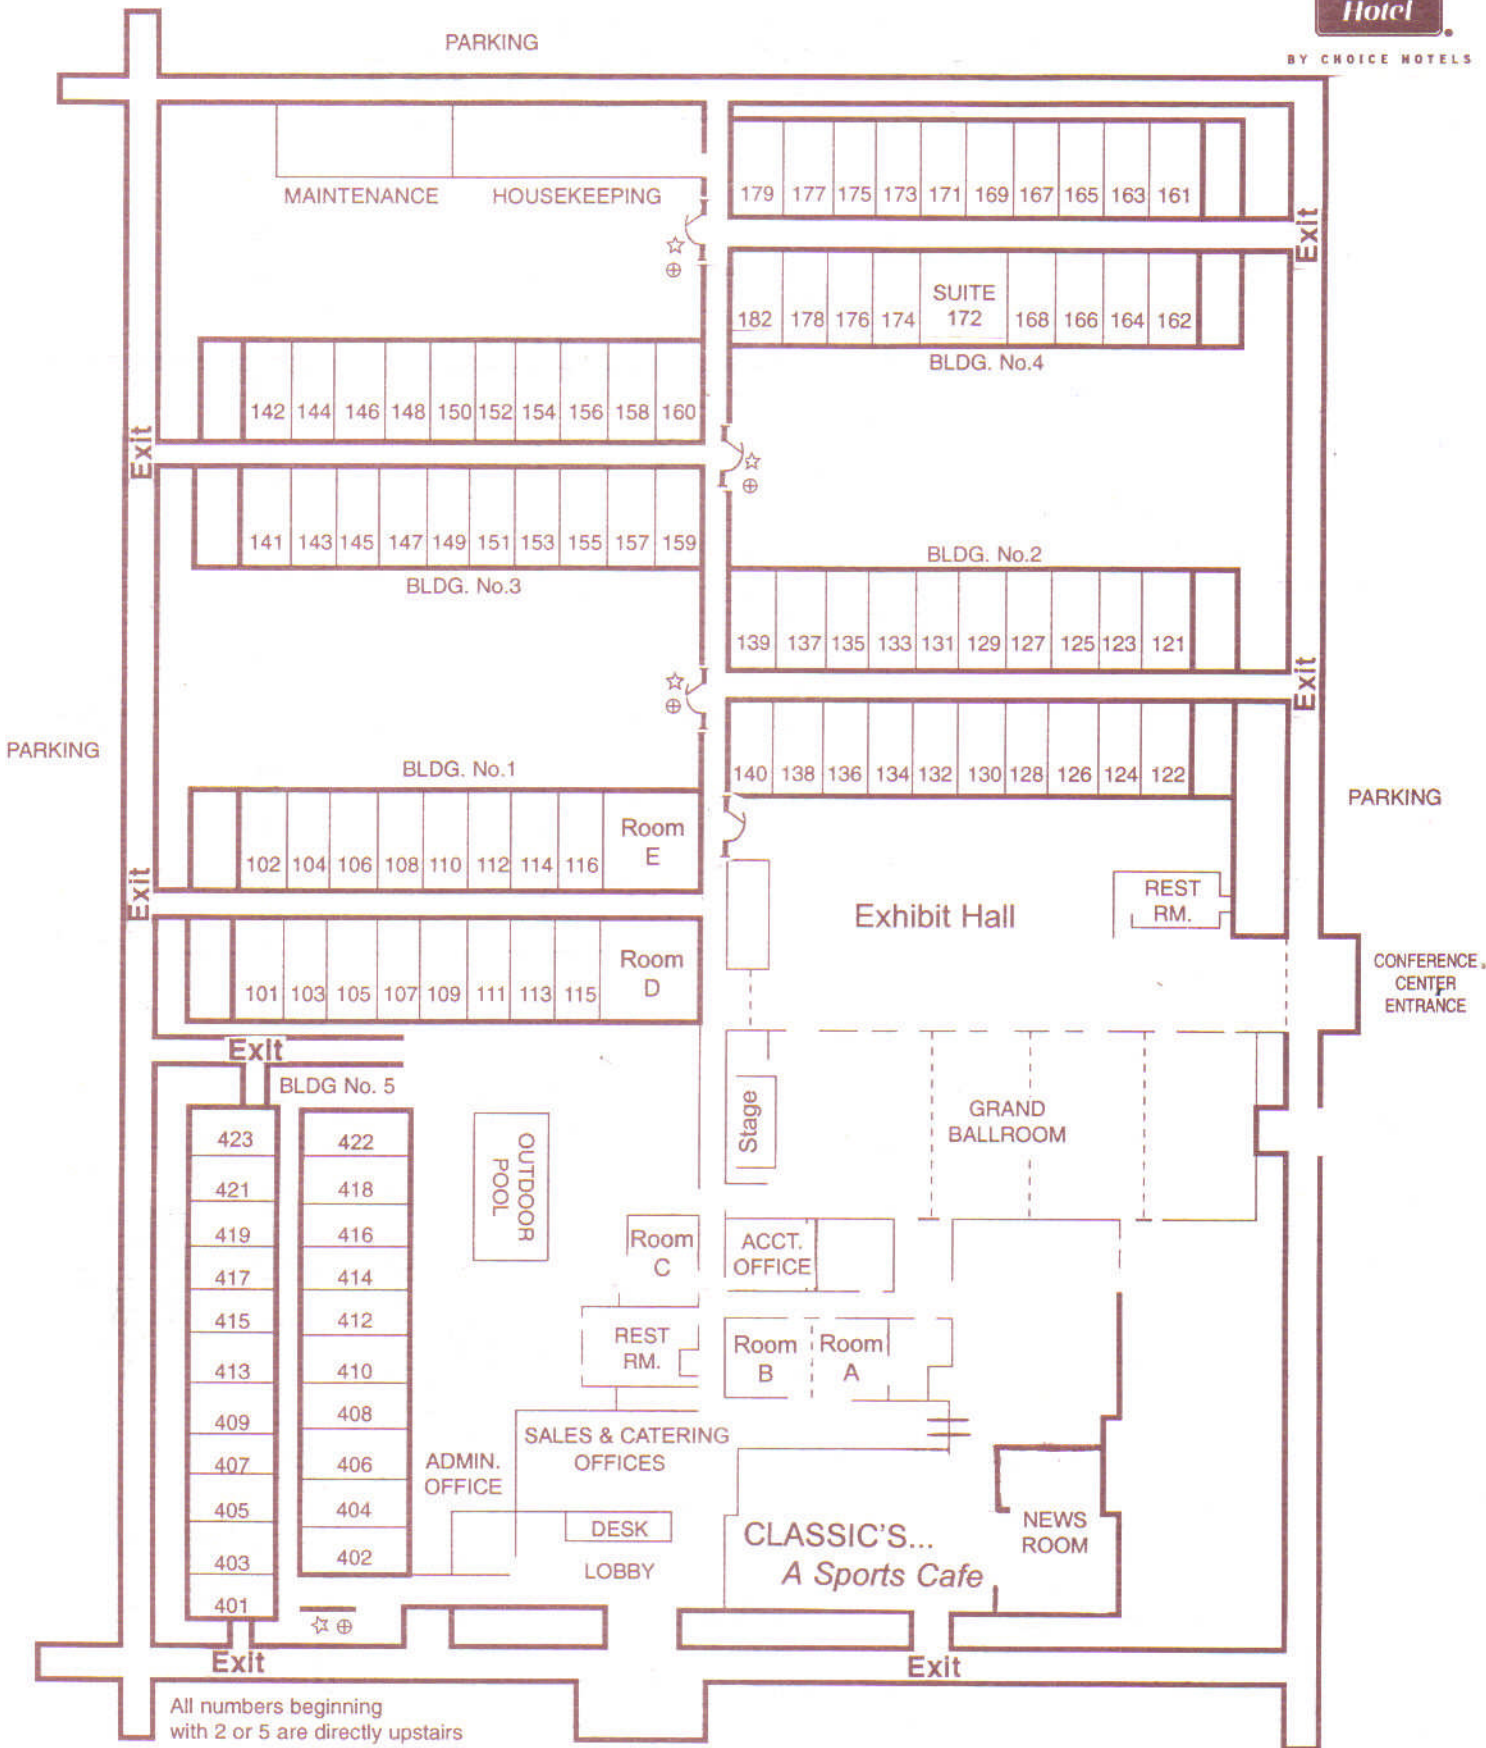 Hotel
BY CHOICE HOTELS
PARKING
MAINTENANCE HOUSEKEEPING
179 177 175 173 171 169 167 165 163 161
Exit
SUITE
182 178 176 174 172 168 166 164 162
BLDG. No.4
142 144 146 148 150 152 154 156 158 160
Exit
141 143 145 147 149 151 153 155 157 159
BLDG. No.3
BLDG. No.2
139 137 135 133 131 129 127 125 123 121
Exit
140 138 136 134 132 130 128 126 124 122
PARKING
PARKING
BLDG. No.1
102 104 106 108 110 112 114 116
Room
E
Exit
101 103 105 107 109 111 113 115
Room
D
Exhibit Hall
REST
RM.
CONFERENCE
CENTER
ENTRANCE
Exit
BLDG No. 5
423
421
419
417
415
413
409
407
405
403
401
422
418
416
414
412
410
408
406
404
402
OUTDOOR
POOL
Stage
GRAND
BALLROOM
Room
C
ACCT.
OFFICE
REST
RM.
Room
B
Room
A
SALES & CATERING
OFFICES
ADMIN.
OFFICE
DESK
LOBBY
CLASSIC'S...
A Sports Cafe
NEWS
ROOM
Exit
Exit
All numbers beginning
with 2 or 5 are directly upstairs